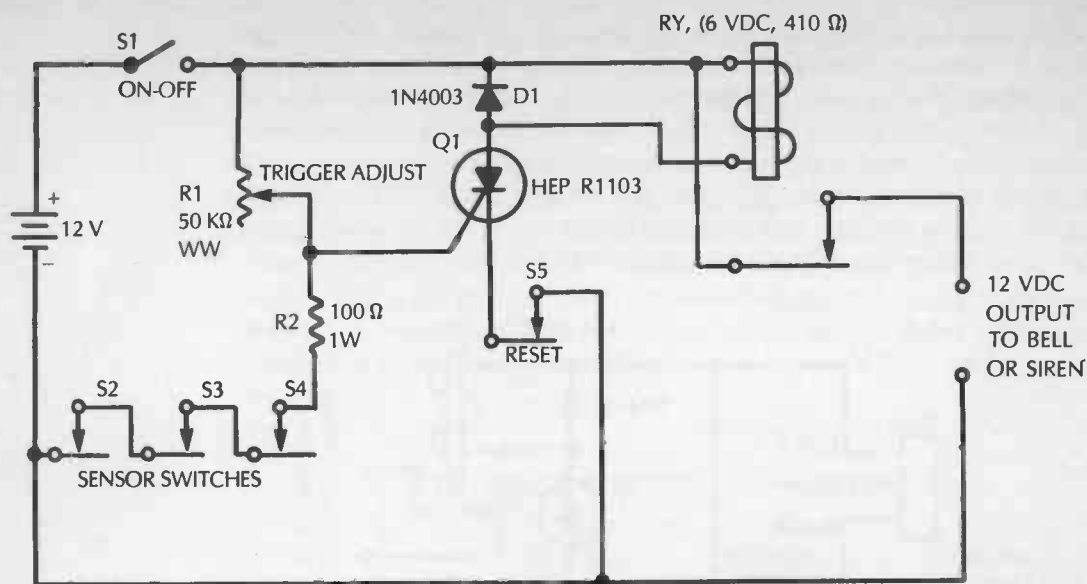 RY, (6 VDC, 410 Ω)
S1
ON-OFF
1N4003
D1
Q1
TRIGGER ADJUST
HEP R1103
R1
50 KΩ
WW
+
12 V
−
S5
R2
100 Ω
1W
RESET
12 VDC
OUTPUT
TO BELL
OR SIREN
S2
S3
S4
SENSOR SWITCHES